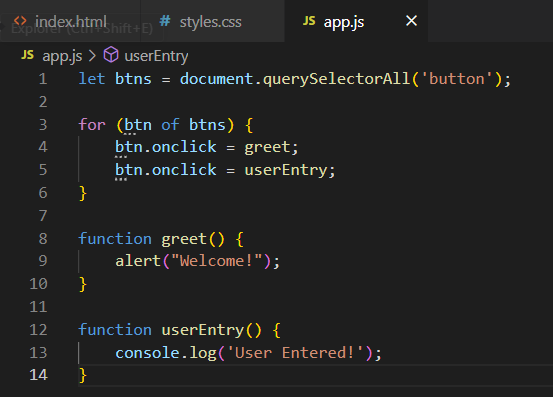 index.html styles.css app.js
Explorer (Ctrl+Shift+E)
app.js userEntry
1 let btns = document.querySelectorAll('button');
2
3 for (btn of btns) {
4     btn.onclick = greet;
5     btn.onclick = userEntry;
6 }
7
8 function greet() {
9     alert("Welcome!");
10 }
11
12 function userEntry() {
13     console.log('User Entered!');
14 }